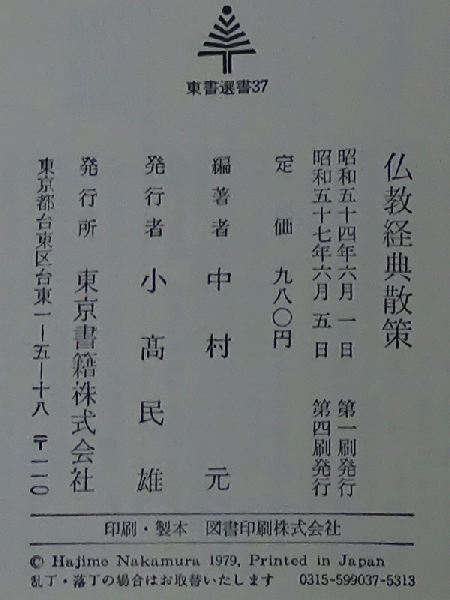 東書選書37
仏教経典散策
昭和五十四年六月一日 第一刷発行
昭和五十七年六月五日 第四刷発行
定価 九八〇円
編著者 中村元
発行者 小高民雄
発行所 東京書籍株式会社
東京都台東区台東一―五―十八 〒一一〇
印刷・製本 図書印刷株式会社
© Hajime Nakamura 1979, Printed in Japan
乱丁・落丁の場合はお取替いたします 0315-599037-5313